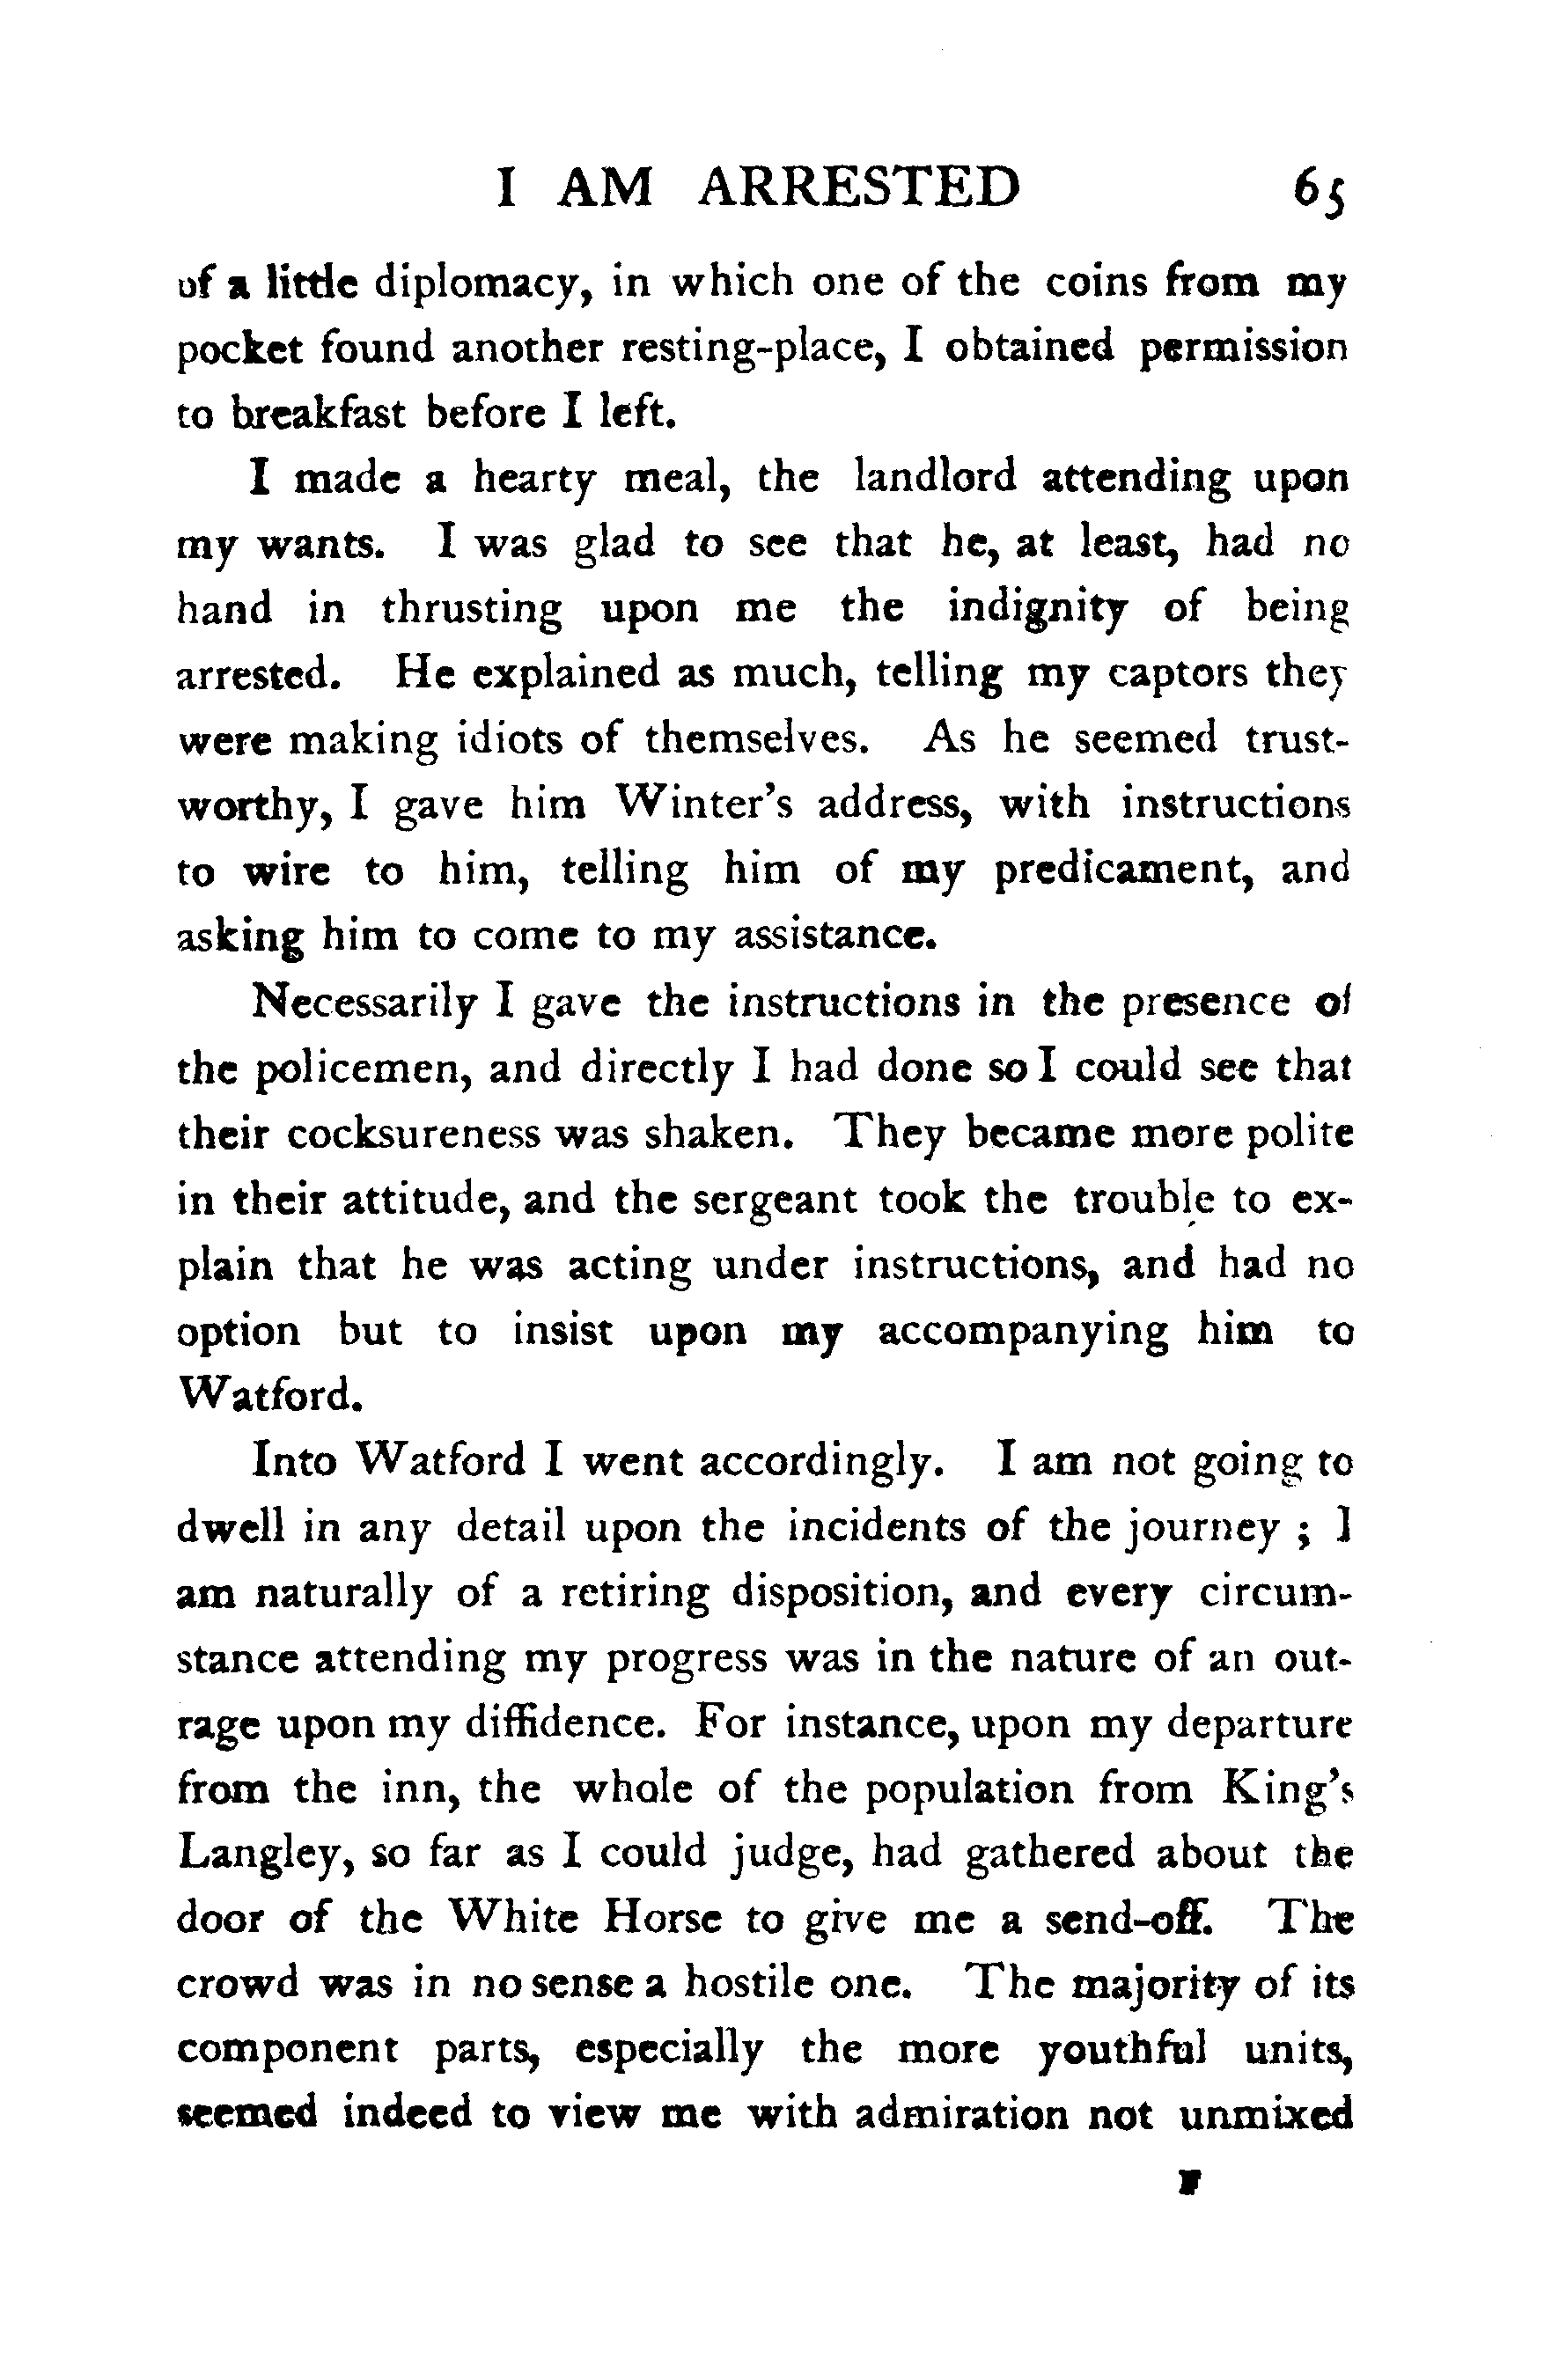 I AM ARRESTED 65
of a little diplomacy, in which one of the coins from my
pocket found another resting-place, I obtained permission
to breakfast before I left.
I made a hearty meal, the landlord attending upon
my wants. I was glad to see that he, at least, had no
hand in thrusting upon me the indignity of being
arrested. He explained as much, telling my captors they
were making idiots of themselves. As he seemed trust-
worthy, I gave him Winter's address, with instructions
to wire to him, telling him of my predicament, and
asking him to come to my assistance.
Necessarily I gave the instructions in the presence of
the policemen, and directly I had done so I could see that
their cocksureness was shaken. They became more polite
in their attitude, and the sergeant took the trouble to ex-
plain that he was acting under instructions, and had no
option but to insist upon my accompanying him to
Watford.
Into Watford I went accordingly. I am not going to
dwell in any detail upon the incidents of the journey ; I
am naturally of a retiring disposition, and every circum-
stance attending my progress was in the nature of an out-
rage upon my diffidence. For instance, upon my departure
from the inn, the whole of the population from King's
Langley, so far as I could judge, had gathered about the
door of the White Horse to give me a send-off. The
crowd was in no sense a hostile one. The majority of its
component parts, especially the more youthful units,
seemed indeed to view me with admiration not unmixed
F